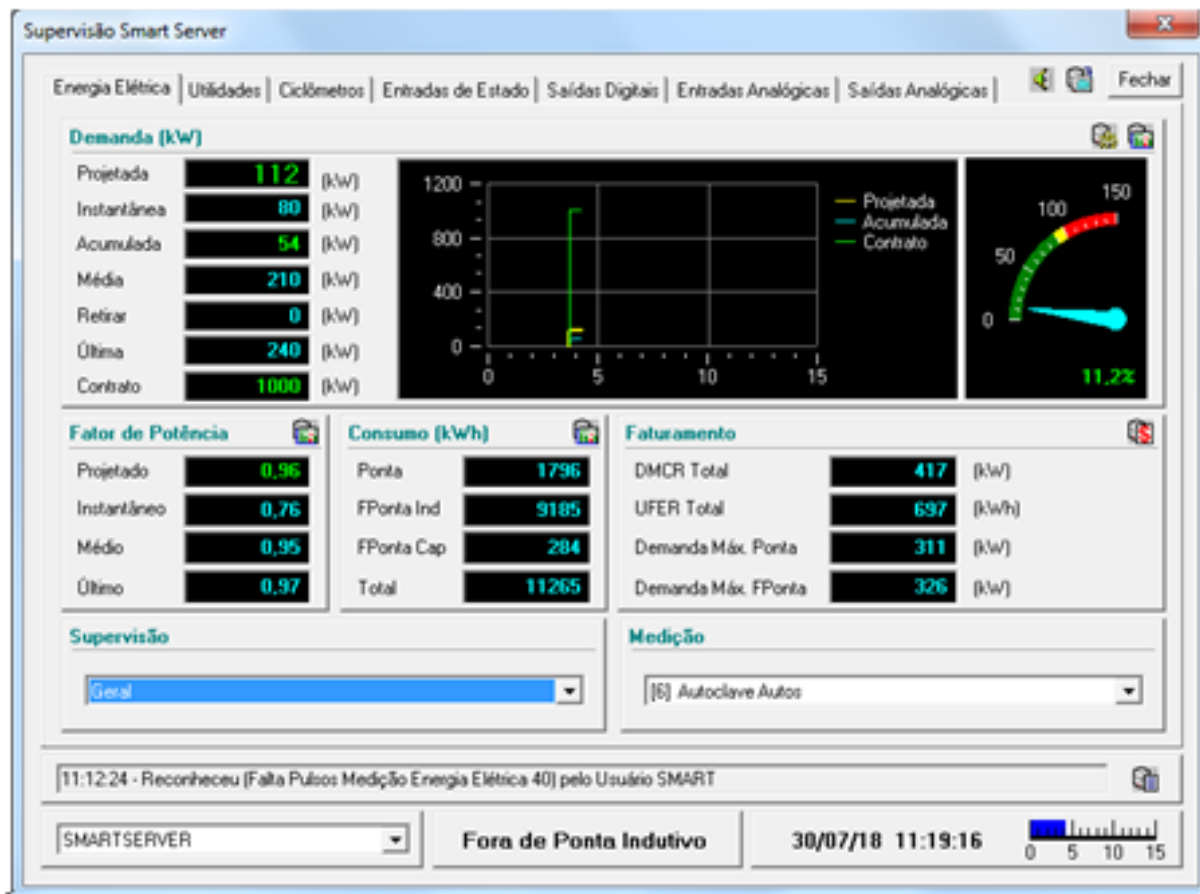 Supervisão Smart Server
Energia Elétrica Utilidades Ciclômetros Entradas de Estado Saídas Digitais Entradas Analógicas Saídas Analógicas Fechar
Demanda (kW)
Projetada 112 (kW)
Instantânea 80 (kW)
Acumulada 54 (kW)
Média 210 (kW)
Retirar 0 (kW)
Última 240 (kW)
Contrato 1000 (kW)
1200
800
400
0
0 5 10 15
Projetada
Acumulada
Contrato
0 50 100 150
11,2%
Fator de Potência
Projetado 0,96
Instantâneo 0,76
Médio 0,95
Último 0,97
Consumo (kWh)
Ponta 1796
FPonta Ind 9185
FPonta Cap 284
Total 11265
Faturamento
DMCR Total 417 (kW)
UFER Total 697 (kWh)
Demanda Máx. Ponta 311 (kW)
Demanda Máx. FPonta 326 (kW)
Supervisão
Geral
Medição
[6] Autoclave Autos
11:12:24 - Reconheceu (Falta Pulsos Medição Energia Elétrica 40) pelo Usuário SMART
SMARTSERVER Fora de Ponta Indutivo 30/07/18 11:19:16
0 5 10 15